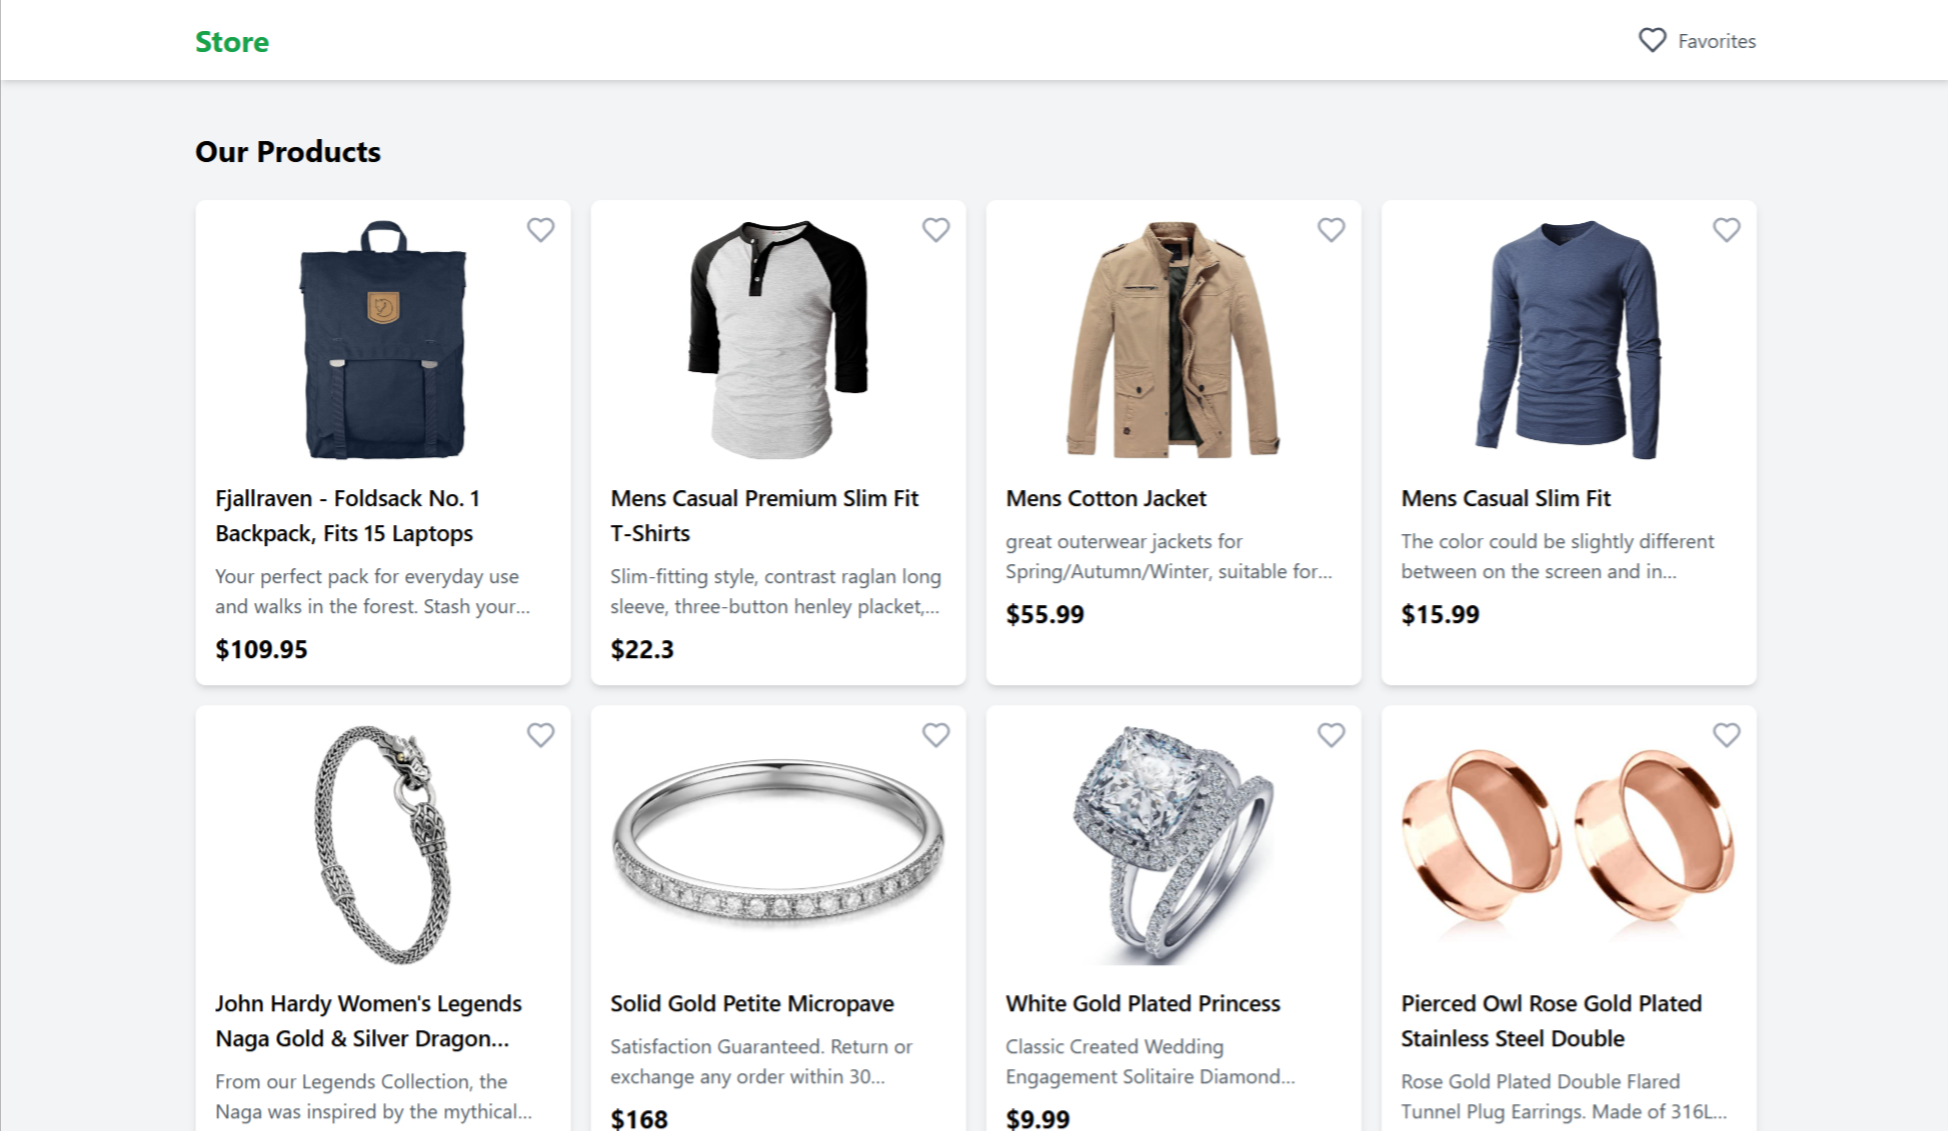 Store
Favorites
Our Products
Fjallraven - Foldsack No. 1
Backpack, Fits 15 Laptops
Your perfect pack for everyday use
and walks in the forest. Stash your...
$109.95
Mens Casual Premium Slim Fit
T-Shirts
Slim-fitting style, contrast raglan long
sleeve, three-button henley placket,...
$22.3
Mens Cotton Jacket
great outerwear jackets for
Spring/Autumn/Winter, suitable for...
$55.99
Mens Casual Slim Fit
The color could be slightly different
between on the screen and in...
$15.99
John Hardy Women's Legends
Naga Gold & Silver Dragon...
From our Legends Collection, the
Naga was inspired by the mythical...
Solid Gold Petite Micropave
Satisfaction Guaranteed. Return or
exchange any order within 30...
$168
White Gold Plated Princess
Classic Created Wedding
Engagement Solitaire Diamond...
$9.99
Pierced Owl Rose Gold Plated
Stainless Steel Double
Rose Gold Plated Double Flared
Tunnel Plug Earrings. Made of 316L...